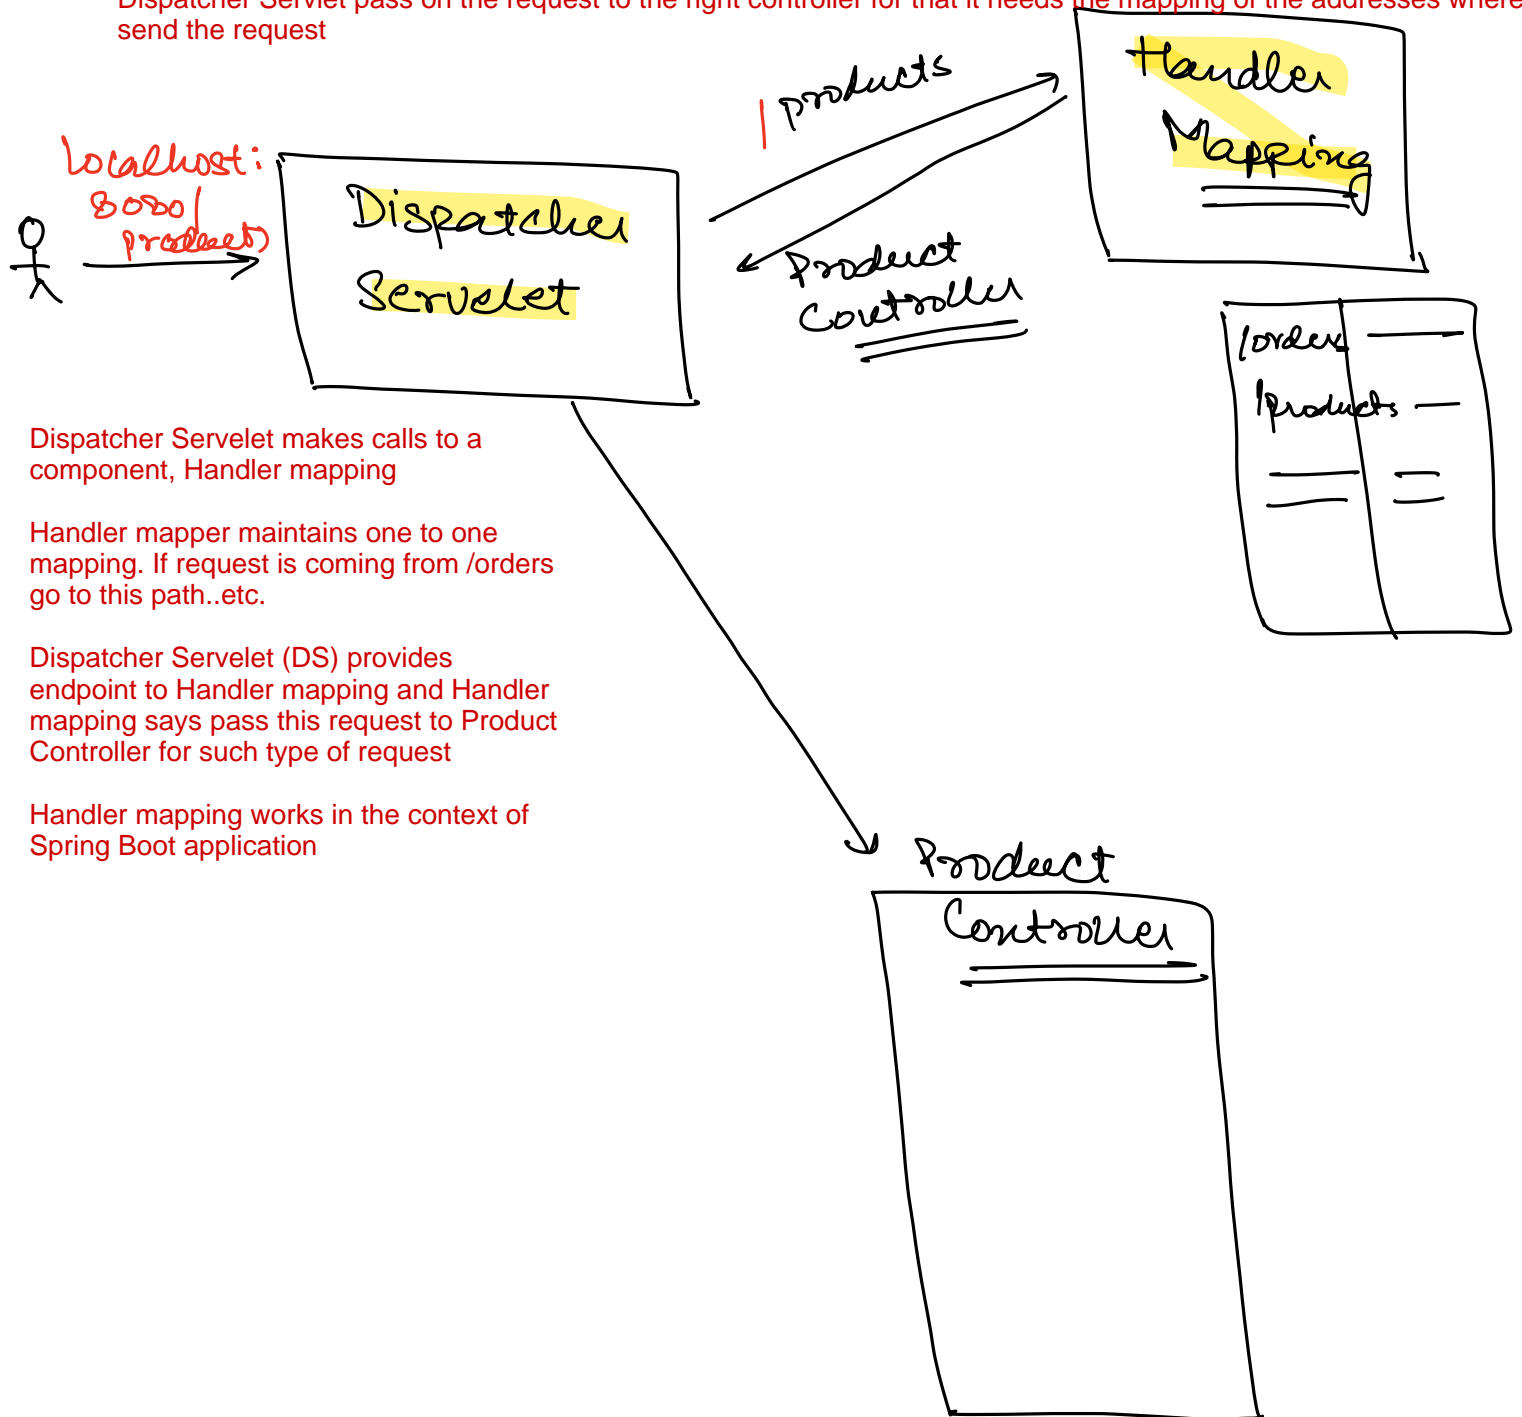 Dispatcher Servlet pass on the request to the right controller for that it needs the mapping of the addresses where
send the request
Handler
Mapping
/products
Localhost:
8080/
products
Dispatcher
Servelet
Product
Controller
/orders
/products
Dispatcher Servelet makes calls to a
component, Handler mapping
Handler mapper maintains one to one
mapping. If request is coming from /orders
go to this path..etc.
Dispatcher Servelet (DS) provides
endpoint to Handler mapping and Handler
mapping says pass this request to Product
Controller for such type of request
Handler mapping works in the context of
Spring Boot application
Product
Controller